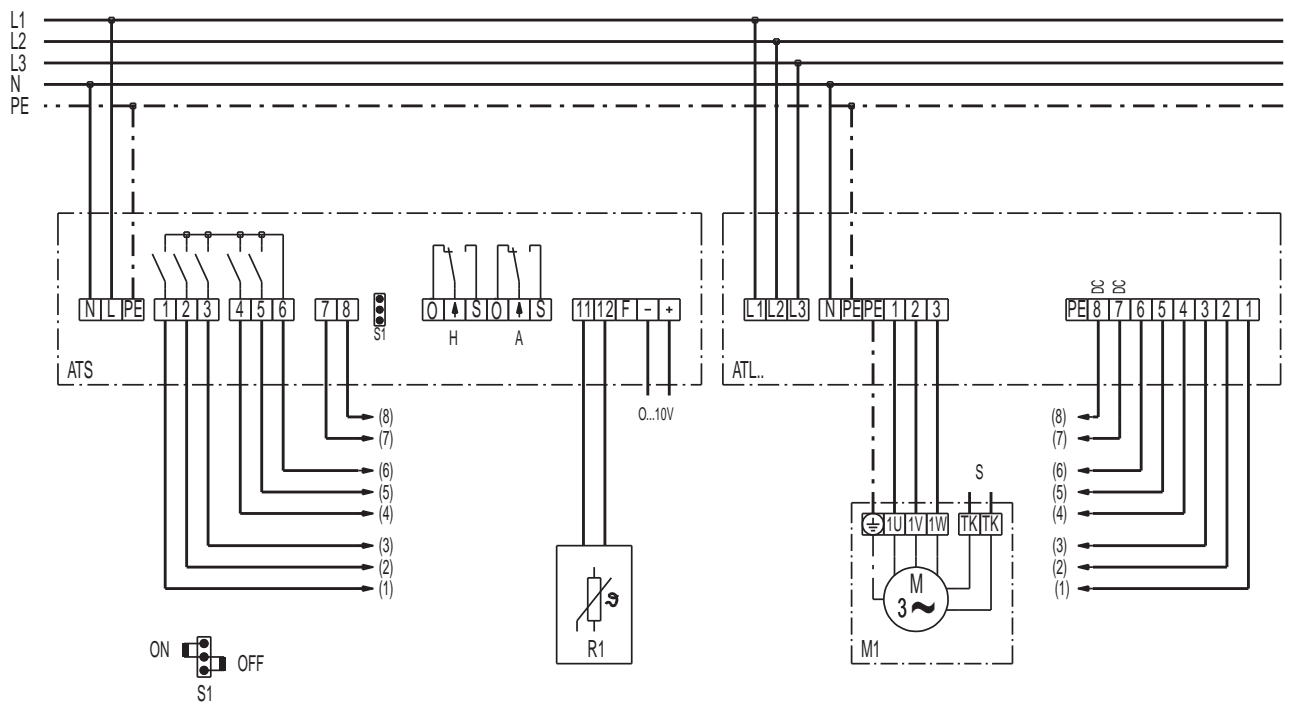 L1
L2
L3
N
PE
N L PE 1 2 3 4 5 6 7 8 S1 O S O S 11 12 F − +
H A
ATS
L1 L2 L3 N PE PE 1 2 3
DC DC
PE 8 7 6 5 4 3 2 1
ATL..
O...10V
(8)
(7)
(6)
(5)
(4)
(3)
(2)
(1)
(8)
(7)
(6)
(5)
(4)
(3)
(2)
(1)
S
1U 1V 1W TK TK
M
3 ~
M1
ϑ
R1
ON OFF
S1